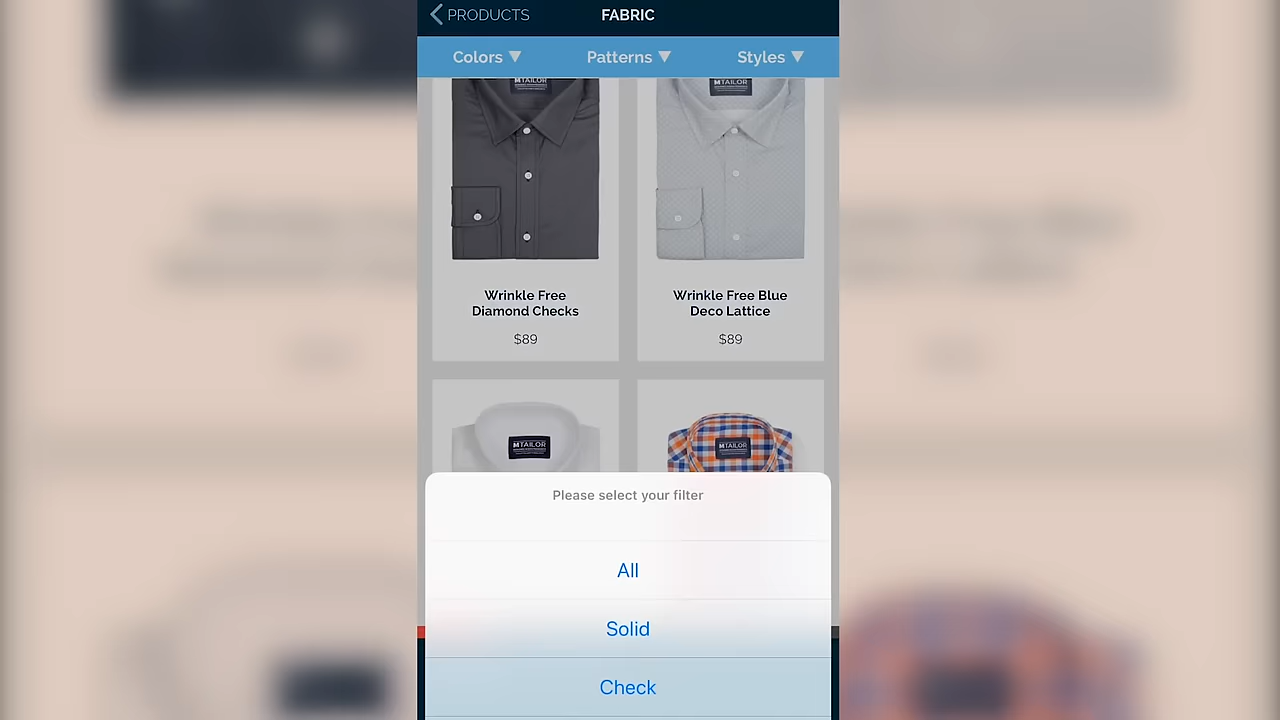 PRODUCTS
FABRIC
Colors ▼
Patterns ▼
Styles ▼
MTAILOR
MTAILOR
Wrinkle Free
Diamond Checks
$89
Wrinkle Free Blue
Deco Lattice
$89
MTAILOR
MTAILOR
Please select your filter
All
Solid
Check